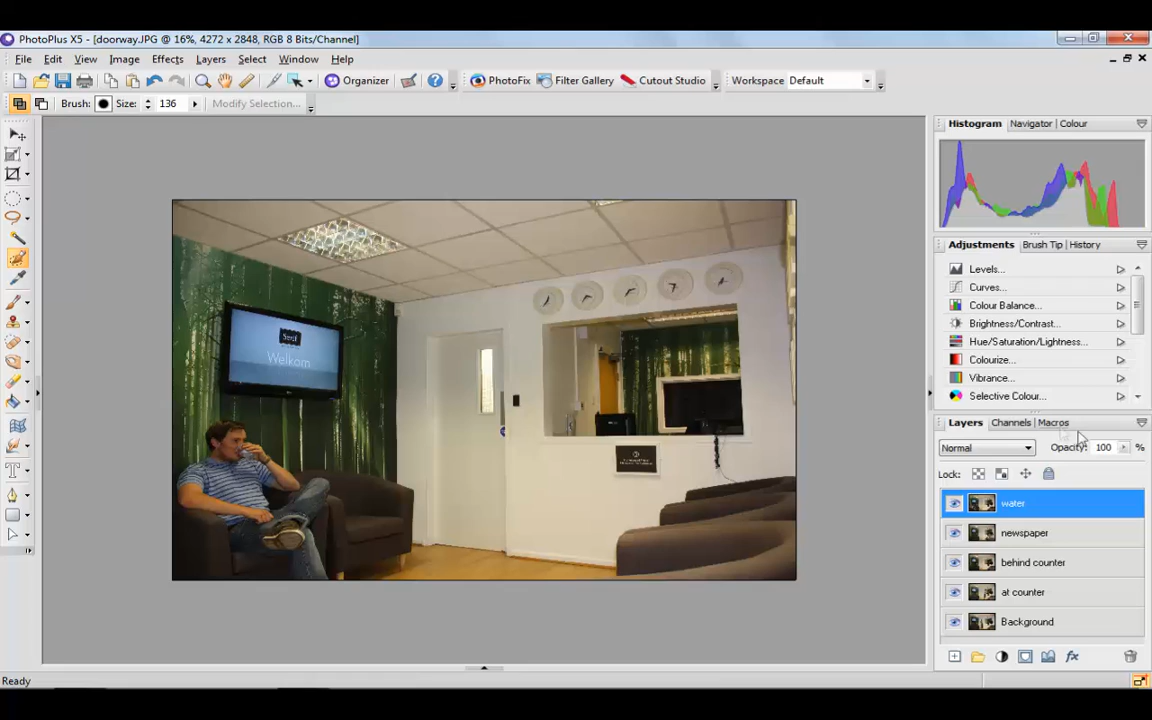 PhotoPlus X5 - [doorway.JPG @ 16%, 4272 x 2848, RGB 8 Bits/Channel]
File Edit View Image Effects Layers Select Window Help
Organizer PhotoFix Filter Gallery Cutout Studio Workspace Default
Brush: Size: 136 Modify Selection...
Histogram Navigator | Colour
Adjustments Brush Tip | History
Levels...
Curves...
Colour Balance...
Brightness/Contrast...
Hue/Saturation/Lightness...
Colourize...
Vibrance...
Selective Colour...
Layers Channels | Macros
Normal Opacity: 100 %
Lock:
water
newspaper
behind counter
at counter
Background
Serif
Welkom
Ready